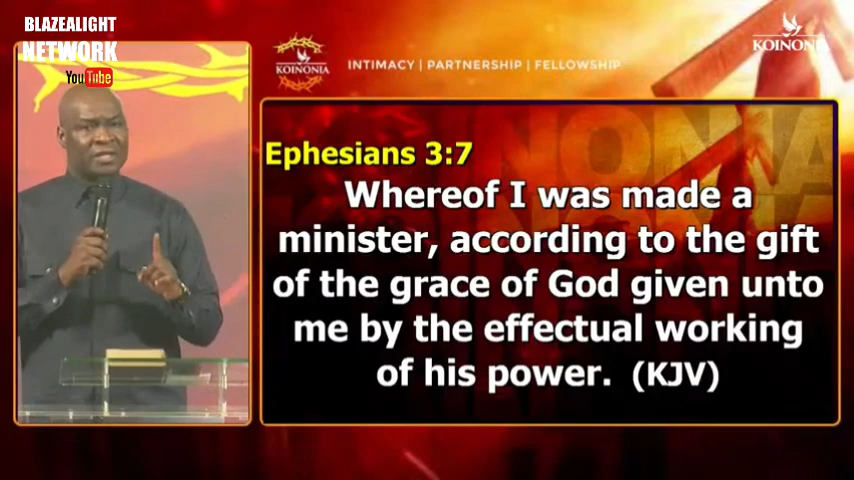 BLAZEALIGHT
NETWORK
YouTube
KOINONIA
INTIMACY | PARTNERSHIP | FELLOWSHIP
KOINONIA
Ephesians 3:7
Whereof I was made a
minister, according to the gift
of the grace of God given unto
me by the effectual working
of his power. (KJV)